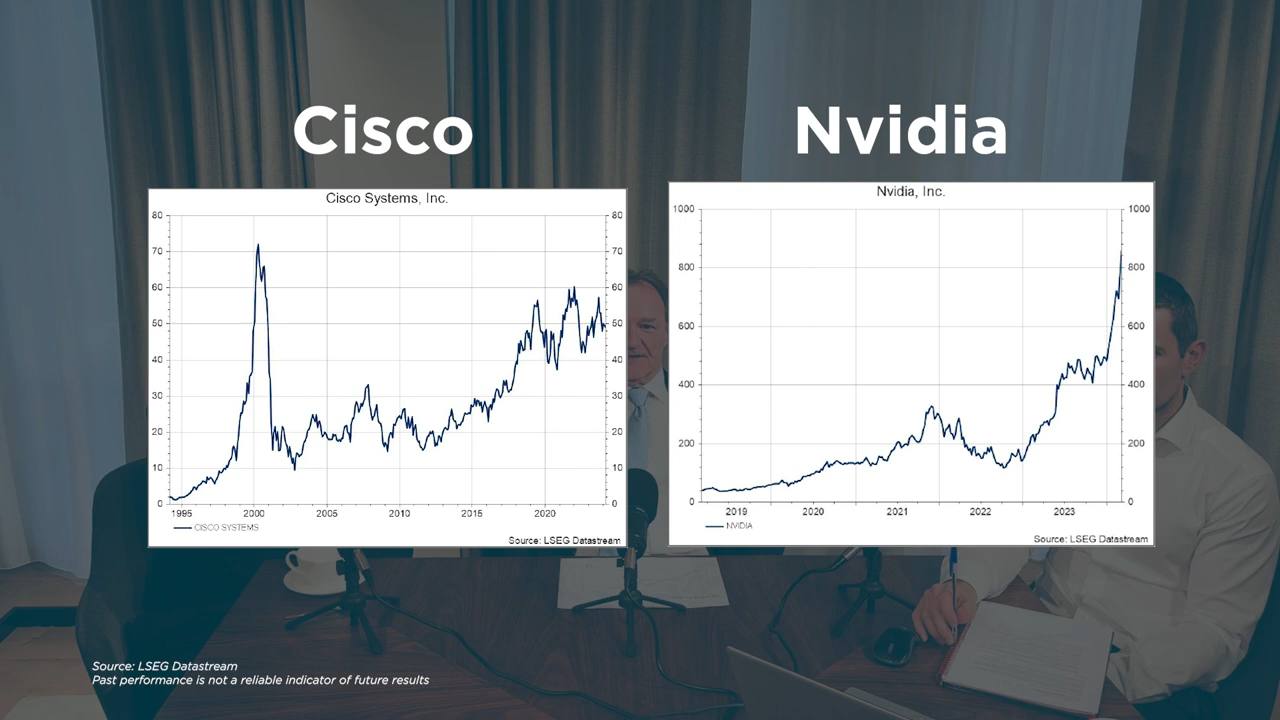 Cisco
Nvidia
Cisco Systems, Inc.
80
70
60
50
40
30
20
10
0
80
70
60
50
40
30
20
10
0
1995 2000 2005 2010 2015 2020
CISCO SYSTEMS
Source: LSEG Datastream
Nvidia, Inc.
1000
800
600
400
200
0
1000
800
600
400
200
0
2019 2020 2021 2022 2023
NVIDIA
Source: LSEG Datastream
Source: LSEG Datastream
Past performance is not a reliable indicator of future results